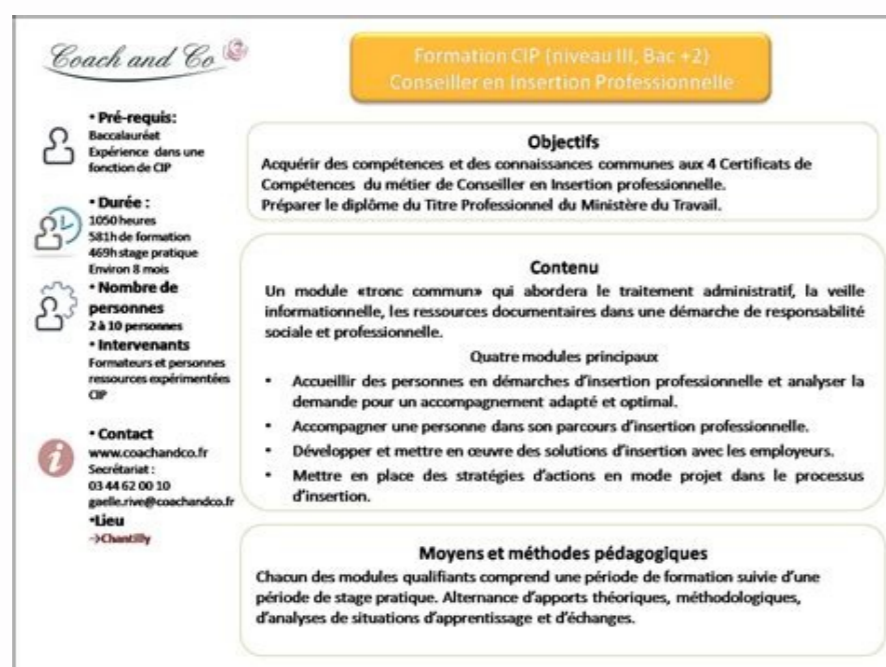 Coach and Co
Formation CIP (niveau III, Bac +2)
Conseiller en Insertion Professionnelle
• Pré-requis:
Baccalauréat
Expérience dans une
fonction de CIP
• Durée :
1050 heures
581h de formation
469h stage pratique
Environ 8 mois
• Nombre de
personnes
2 à 10 personnes
• Intervenants
Formateurs et personnes
ressources expérimentées
CIP
• Contact
www.coachandco.fr
Secrétariat :
03 44 62 00 10
gaelle.rive@coachandco.fr
•Lieu
→Chantilly
Objectifs
Acquérir des compétences et des connaissances communes aux 4 Certificats de
Compétences du métier de Conseiller en Insertion professionnelle.
Préparer le diplôme du Titre Professionnel du Ministère du Travail.
Contenu
Un module «tronc commun» qui abordera le traitement administratif, la veille
informationnelle, les ressources documentaires dans une démarche de responsabilité
sociale et professionnelle.
Quatre modules principaux
• Accueillir des personnes en démarches d'insertion professionnelle et analyser la
demande pour un accompagnement adapté et optimal.
• Accompagner une personne dans son parcours d'insertion professionnelle.
• Développer et mettre en œuvre des solutions d'insertion avec les employeurs.
• Mettre en place des stratégies d'actions en mode projet dans le processus
d'insertion.
Moyens et méthodes pédagogiques
Chacun des modules qualifiants comprend une période de formation suivie d'une
période de stage pratique. Alternance d'apports théoriques, méthodologiques,
d'analyses de situations d'apprentissage et d'échanges.